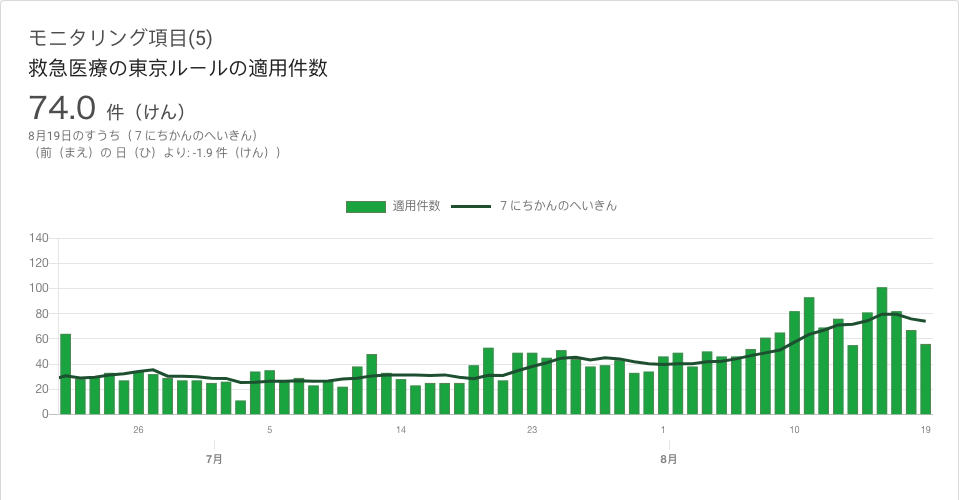 モニタリング項目(5)
救急医療の東京ルールの適用件数
74.0 件（けん）
8月19日のすうち（７にちかんのへいきん）
（前（まえ）の 日（ひ）より: -1.9 件（けん））
適用件数 ７にちかんのへいきん
140
120
100
80
60
40
20
0
26 5 14 23 1 10 19
7月 8月